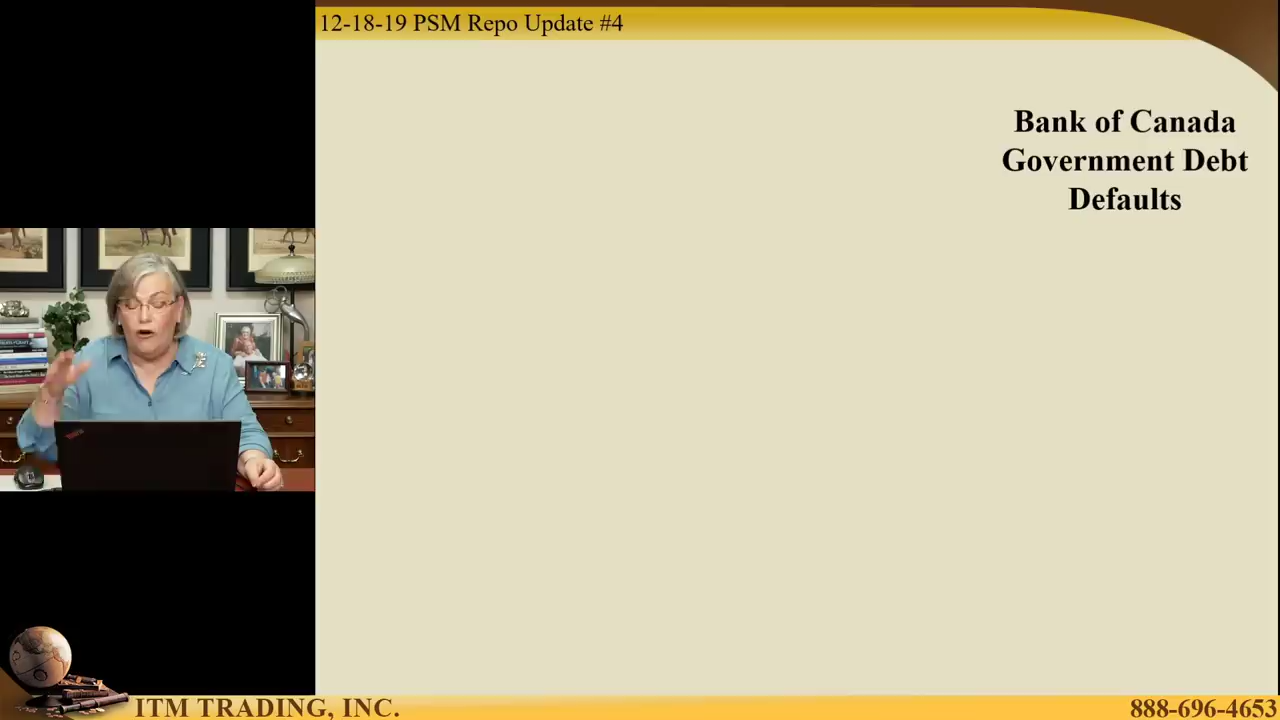 12-18-19 PSM Repo Update #4
Bank of Canada
Government Debt
Defaults
ITM TRADING, INC.
888-696-4653